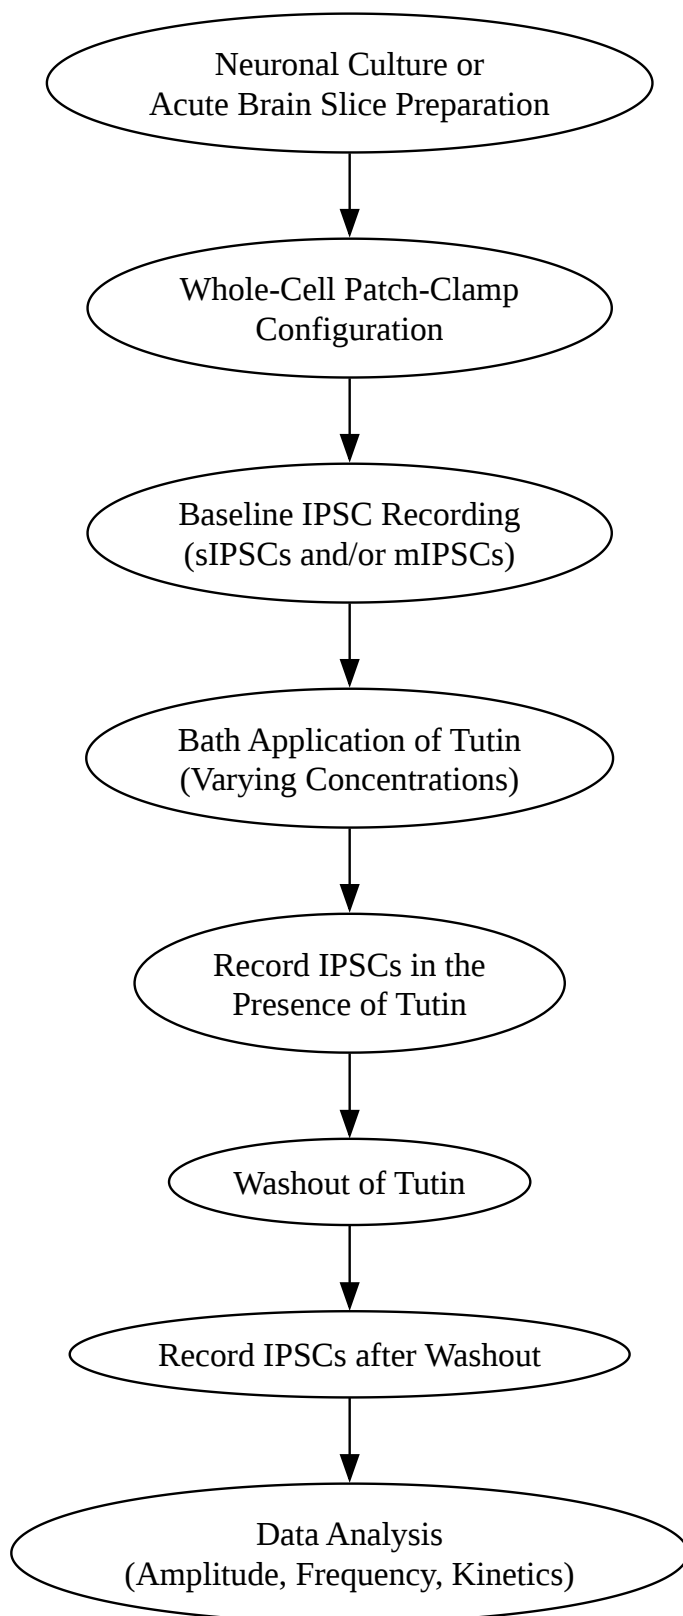 Neuronal Culture or
Acute Brain Slice Preparation
Whole-Cell Patch-Clamp
Configuration
Baseline IPSC Recording
(sIPSCs and/or mIPSCs)
Bath Application of Tutin
(Varying Concentrations)
Record IPSCs in the
Presence of Tutin
Washout of Tutin
Record IPSCs after Washout
Data Analysis
(Amplitude, Frequency, Kinetics)